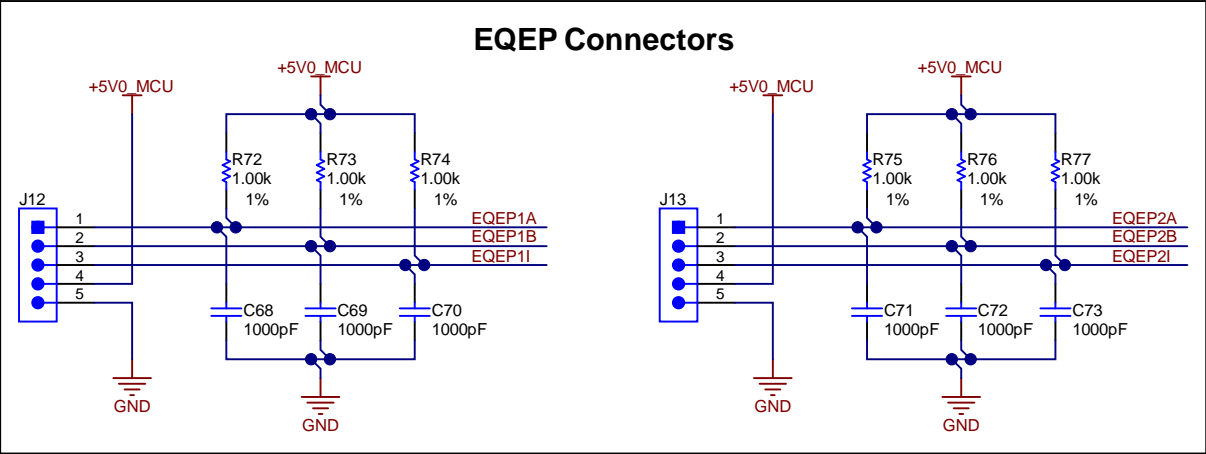 EQEP Connectors
+5V0_MCU
+5V0_MCU
R72
1.00k
1%
R73
1.00k
1%
R74
1.00k
1%
J12
1
2
3
4
5
EQEP1A
EQEP1B
EQEP1I
C68
1000pF
C69
1000pF
C70
1000pF
GND
GND
+5V0_MCU
+5V0_MCU
R75
1.00k
1%
R76
1.00k
1%
R77
1.00k
1%
J13
1
2
3
4
5
EQEP2A
EQEP2B
EQEP2I
C71
1000pF
C72
1000pF
C73
1000pF
GND
GND